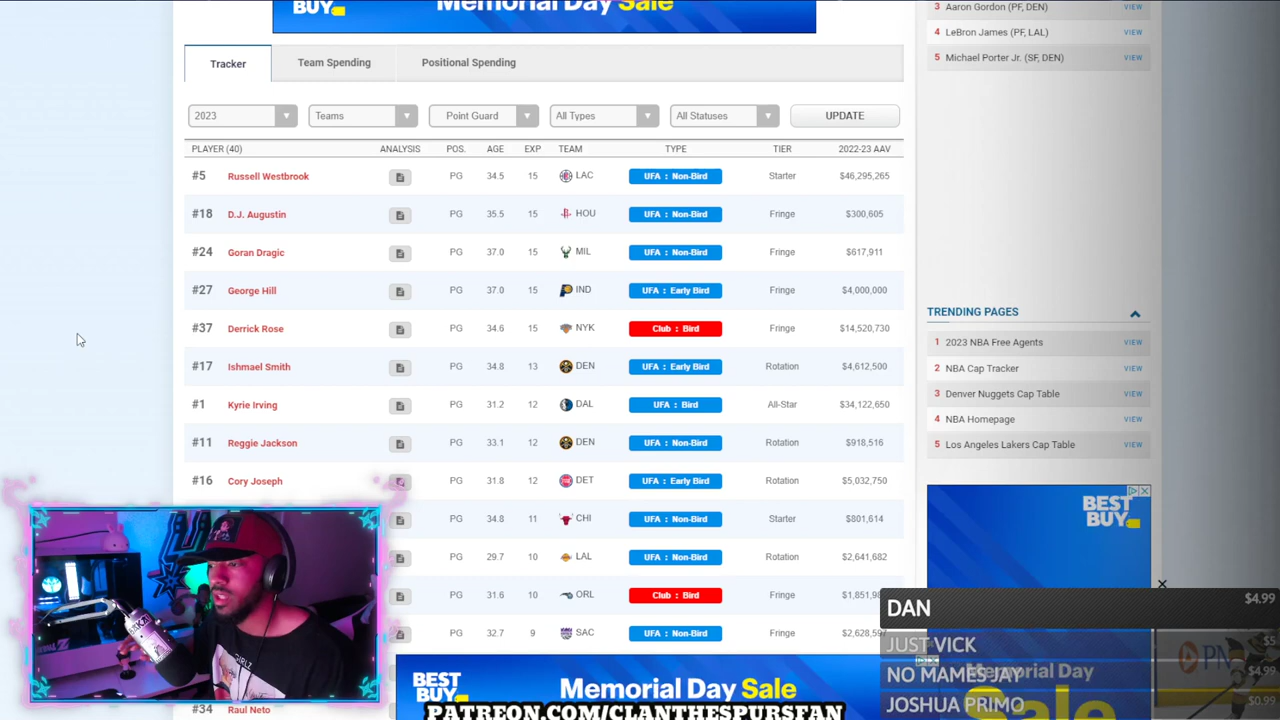 BUY
Memorial Day Sale
3 Aaron Gordon (PF, DEN) VIEW
4 LeBron James (PF, LAL) VIEW
5 Michael Porter Jr. (SF, DEN) VIEW
Tracker Team Spending Positional Spending
2023 Teams Point Guard All Types All Statuses UPDATE
PLAYER (40) ANALYSIS POS. AGE EXP TEAM TYPE TIER 2022-23 AAV
#5 Russell Westbrook PG 34.5 15 LAC UFA : Non-Bird Starter $46,295,265
#18 D.J. Augustin PG 35.5 15 HOU UFA : Non-Bird Fringe $300,605
#24 Goran Dragic PG 37.0 15 MIL UFA : Non-Bird Fringe $617,911
#27 George Hill PG 37.0 15 IND UFA : Early Bird Fringe $4,000,000
#37 Derrick Rose PG 34.6 15 NYK Club : Bird Fringe $14,520,730
#17 Ishmael Smith PG 34.8 13 DEN UFA : Early Bird Rotation $4,612,500
#1 Kyrie Irving PG 31.2 12 DAL UFA : Bird All-Star $34,122,650
#11 Reggie Jackson PG 33.1 12 DEN UFA : Non-Bird Rotation $918,516
#16 Cory Joseph PG 31.8 12 DET UFA : Early Bird Rotation $5,032,750
PG 34.8 11 CHI UFA : Non-Bird Starter $801,614
PG 29.7 10 LAL UFA : Non-Bird Rotation $2,641,682
PG 31.6 10 ORL Club : Bird Fringe $1,851,9
PG 32.7 9 SAC UFA : Non-Bird Fringe $2,628,597
#34 Raul Neto
TRENDING PAGES
1 2023 NBA Free Agents VIEW
2 NBA Cap Tracker VIEW
3 Denver Nuggets Cap Table VIEW
4 NBA Homepage VIEW
5 Los Angeles Lakers Cap Table VIEW
BEST
BUY
DAN $4.99
JUST VICK $5
NO MAMES JAY $4.99
JOSHUA PRIMO $0.99
Memorial Day
Sale
BEST
BUY
Memorial Day Sale
PATREON.COM/CLANTHESPURSFAN